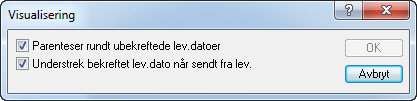 Visualisering
Parenteser rundt ubekreftede lev.datoer
Understrek bekreftet lev.dato når sendt fra lev.
OK
Avbryt